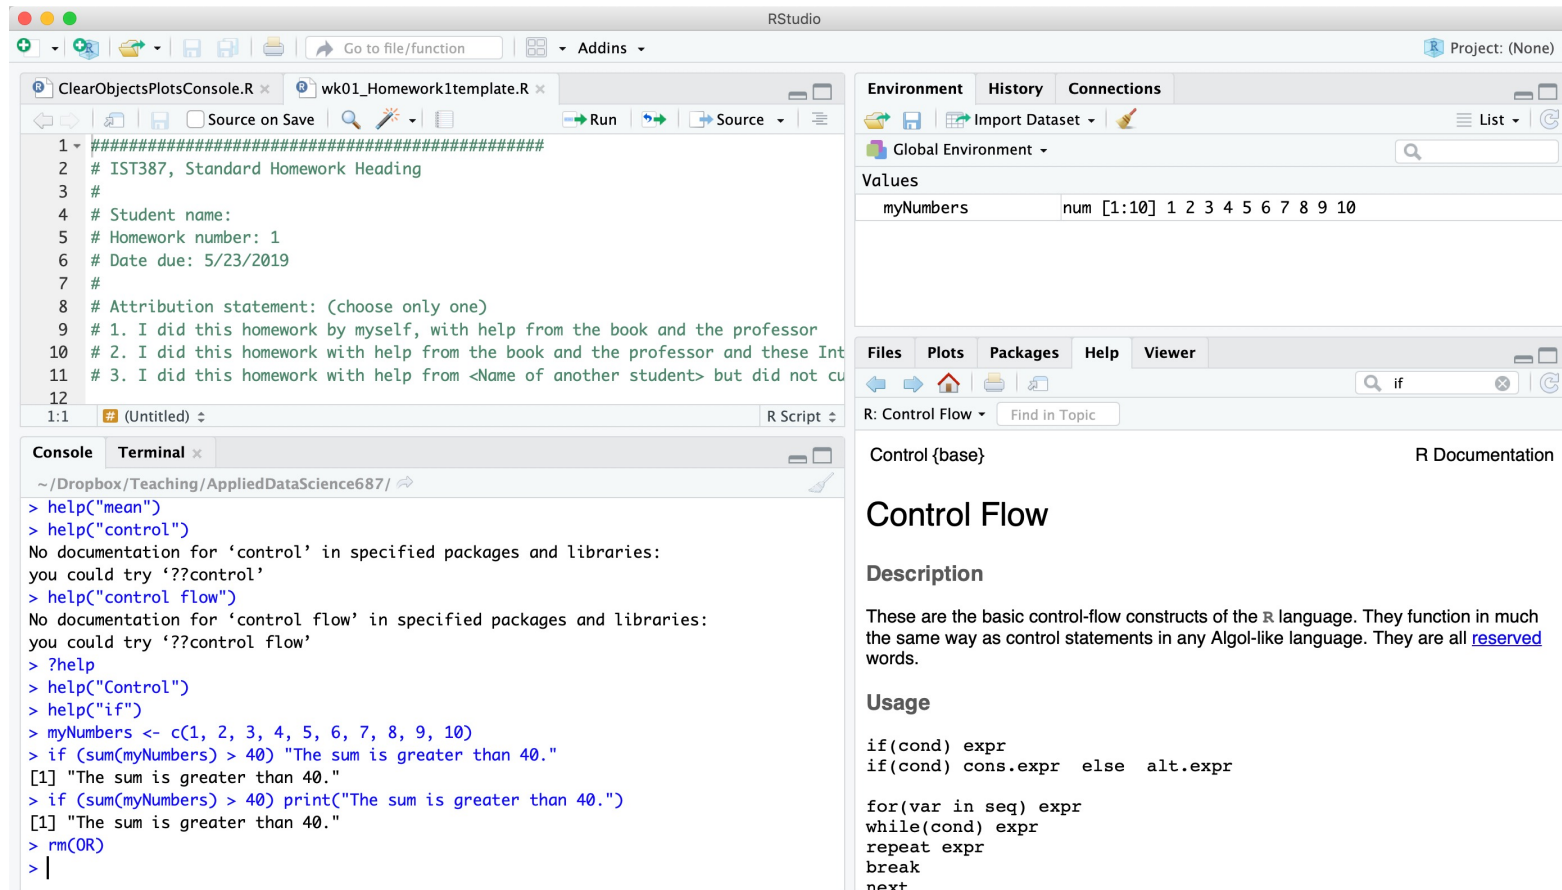 RStudio
Go to file/function
Addins
Project: (None)
ClearObjectsPlotsConsole.R
wk01_Homework1template.R
Source on Save
Run
Source
1 ################################################
2 # IST387, Standard Homework Heading
3 #
4 # Student name:
5 # Homework number: 1
6 # Date due: 5/23/2019
7 #
8 # Attribution statement: (choose only one)
9 # 1. I did this homework by myself, with help from the book and the professor
10 # 2. I did this homework with help from the book and the professor and these Int
11 # 3. I did this homework with help from <Name of another student> but did not cu
12
1:1 # (Untitled) R Script
Console Terminal
~/Dropbox/Teaching/AppliedDataScience687/
> help("mean")
> help("control")
No documentation for ‘control’ in specified packages and libraries:
you could try ‘??control’
> help("control flow")
No documentation for ‘control flow’ in specified packages and libraries:
you could try ‘??control flow’
> ?help
> help("Control")
> help("if")
> myNumbers <- c(1, 2, 3, 4, 5, 6, 7, 8, 9, 10)
> if (sum(myNumbers) > 40) "The sum is greater than 40."
[1] "The sum is greater than 40."
> if (sum(myNumbers) > 40) print("The sum is greater than 40.")
[1] "The sum is greater than 40."
> rm(OR)
>
Environment History Connections
Import Dataset List
Global Environment
Values
myNumbers num [1:10] 1 2 3 4 5 6 7 8 9 10
Files Plots Packages Help Viewer
if
R: Control Flow Find in Topic
Control {base} R Documentation
Control Flow
Description
These are the basic control-flow constructs of the R language. They function in much
the same way as control statements in any Algol-like language. They are all reserved
words.
Usage
if(cond) expr
if(cond) cons.expr else alt.expr
for(var in seq) expr
while(cond) expr
repeat expr
break
next